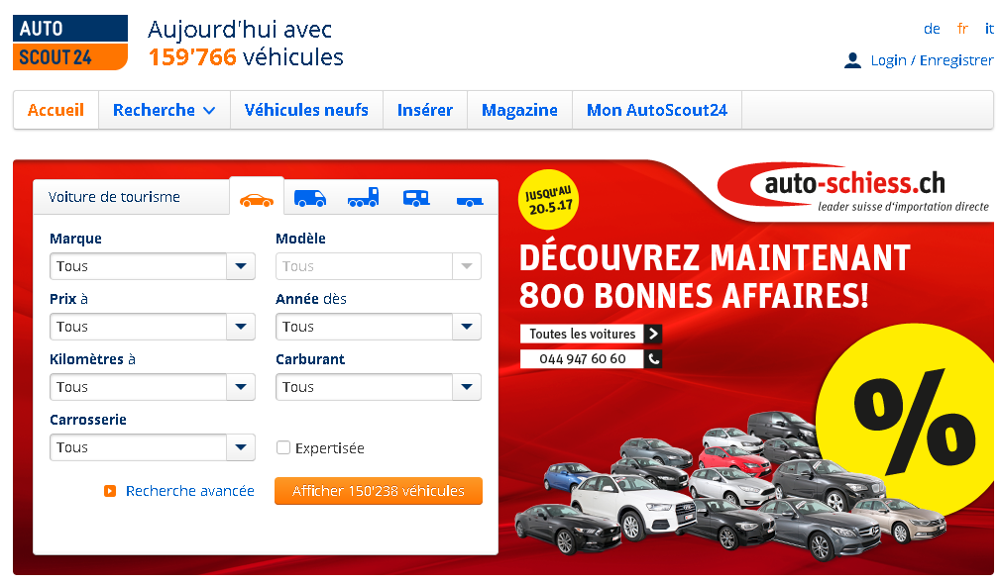 AUTO
SCOUT 24
Aujourd'hui avec
159'766 véhicules
de fr it
Login / Enregistrer
Accueil
Recherche
Véhicules neufs
Insérer
Magazine
Mon AutoScout24
Voiture de tourisme
Marque
Tous
Modèle
Tous
Prix à
Tous
Année dès
Tous
Kilomètres à
Tous
Carburant
Tous
Carrosserie
Tous
Expertisée
Recherche avancée
Afficher 150'238 véhicules
JUSQU'AU
20.5.17
auto-schiess.ch
leader suisse d'importation directe
DÉCOUVREZ MAINTENANT
800 BONNES AFFAIRES!
Toutes les voitures
044 947 60 60
%